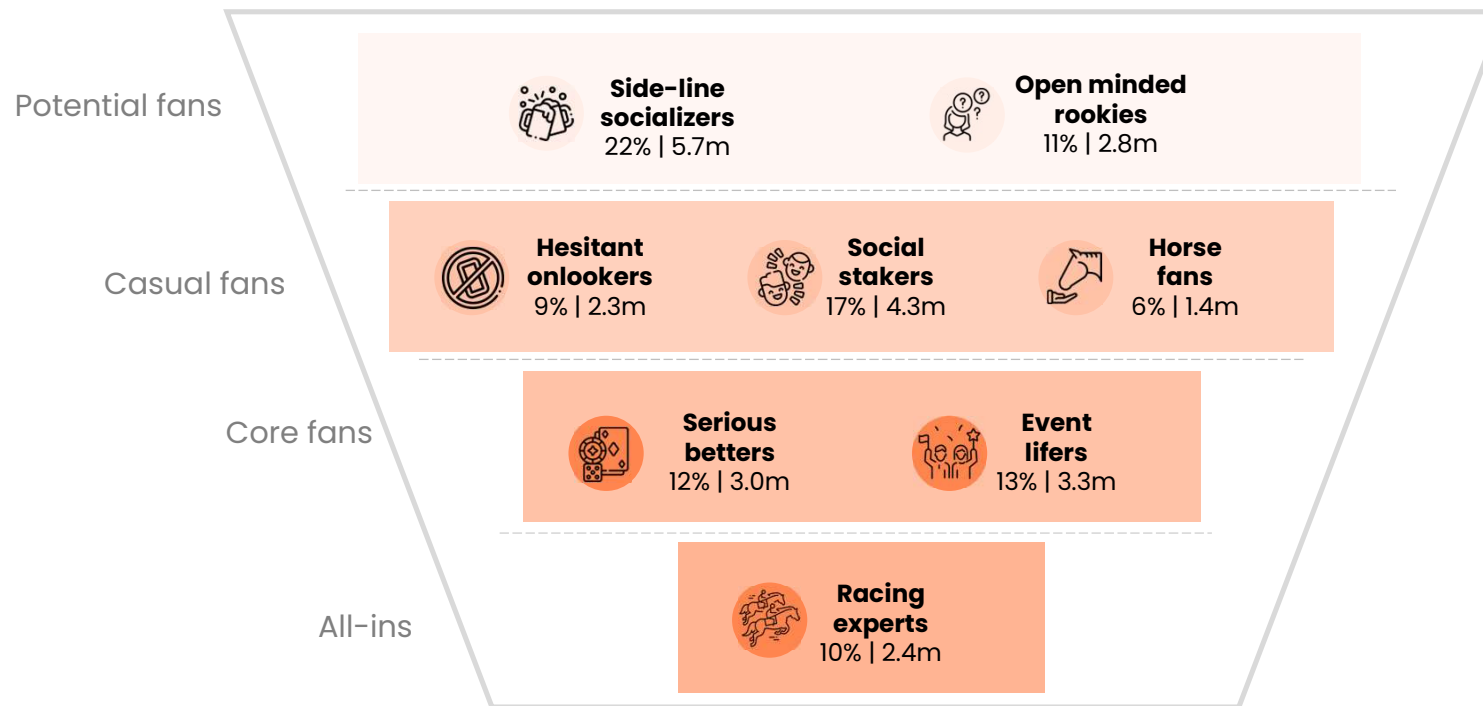 Potential fans
Side-line
socializers
22% | 5.7m
Open minded
rookies
11% | 2.8m
Casual fans
Hesitant
onlookers
9% | 2.3m
Social
stakers
17% | 4.3m
Horse
fans
6% | 1.4m
Core fans
Serious
betters
12% | 3.0m
Event
lifers
13% | 3.3m
All-ins
Racing
experts
10% | 2.4m